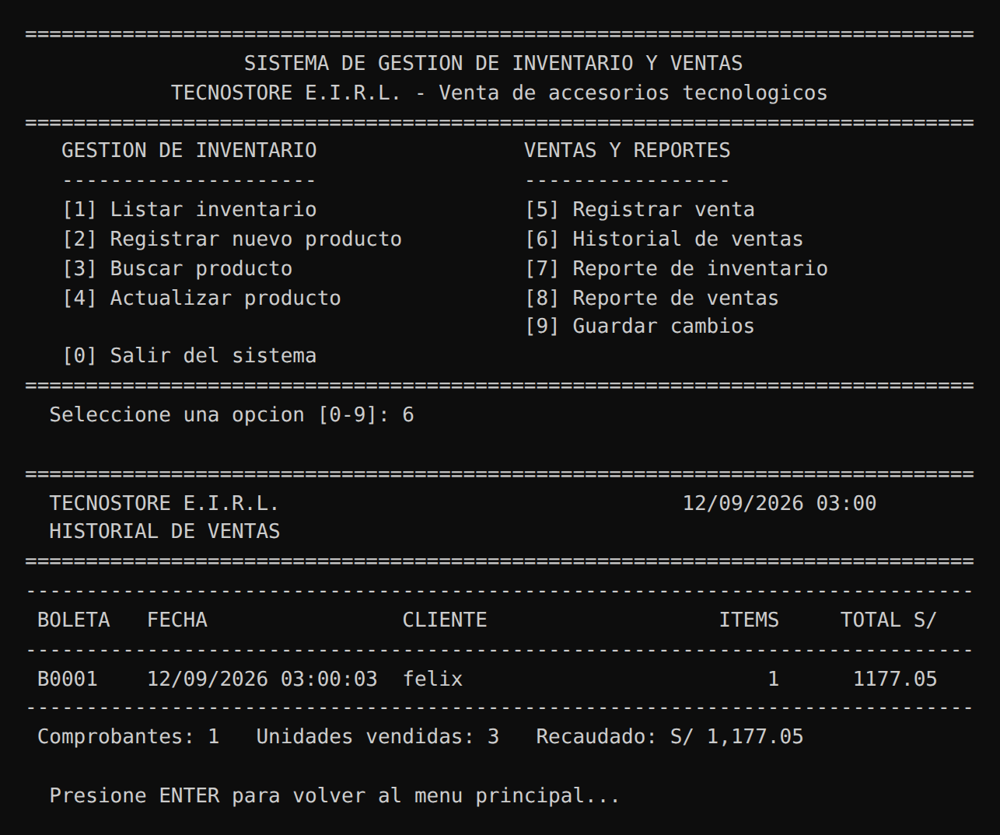 ==============================================================================
SISTEMA DE GESTION DE INVENTARIO Y VENTAS
TECNOSTORE E.I.R.L. - Venta de accesorios tecnologicos
==============================================================================
GESTION DE INVENTARIO                 VENTAS Y REPORTES
---------------------                 -----------------
[1] Listar inventario                 [5] Registrar venta
[2] Registrar nuevo producto          [6] Historial de ventas
[3] Buscar producto                   [7] Reporte de inventario
[4] Actualizar producto               [8] Reporte de ventas
[9] Guardar cambios
[0] Salir del sistema
==============================================================================
Seleccione una opcion [0-9]: 6
==============================================================================
TECNOSTORE E.I.R.L.                                 12/09/2026 03:00
HISTORIAL DE VENTAS
==============================================================================
------------------------------------------------------------------------------
BOLETA   FECHA                CLIENTE                   ITEMS     TOTAL S/
------------------------------------------------------------------------------
B0001    12/09/2026 03:00:03  felix                         1      1177.05
------------------------------------------------------------------------------
Comprobantes: 1   Unidades vendidas: 3   Recaudado: S/ 1,177.05
Presione ENTER para volver al menu principal...